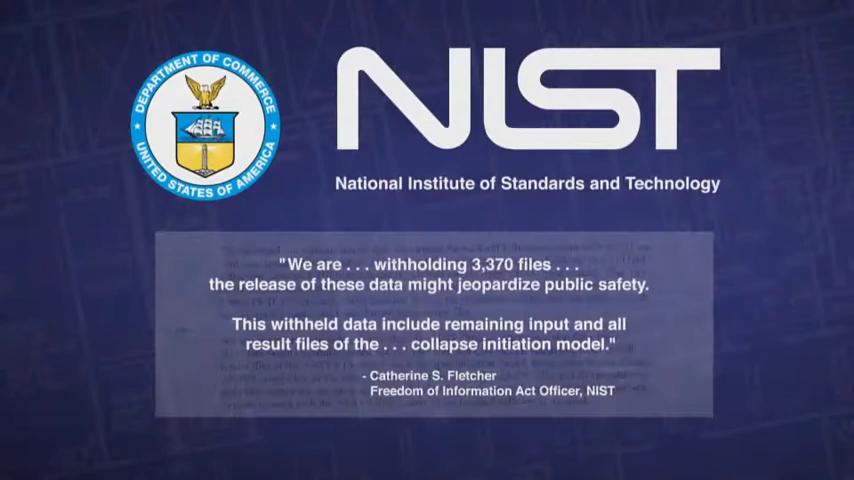 DEPARTMENT OF COMMERCE
UNITED STATES OF AMERICA
NIST
National Institute of Standards and Technology
"We are . . . withholding 3,370 files . . .
the release of these data might jeopardize public safety.
This withheld data include remaining input and all
result files of the . . . collapse initiation model."
- Catherine S. Fletcher
Freedom of Information Act Officer, NIST